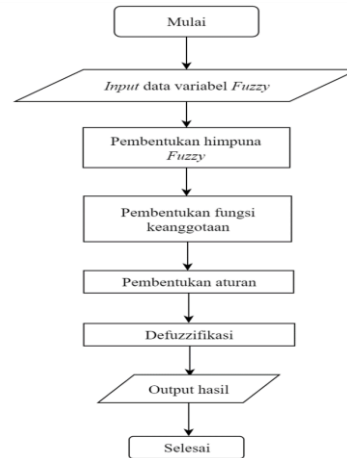 Mulai
Input data variabel Fuzzy
Pembentukan himpuna
Fuzzy
Pembentukan fungsi
keanggotaan
Pembentukan aturan
Defuzzifikasi
Output hasil
Selesai